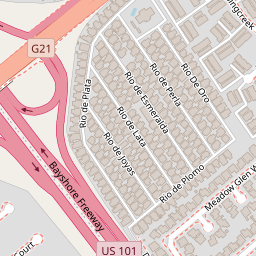 G21
Rio de Plata
Rio de Esmeralda
Rio de Perla
Rio De Oro
Rio de Lata
Rio de Joyas
Rio de Plomo
Bayshore Freeway
Meadow Glen W
US 101
Court